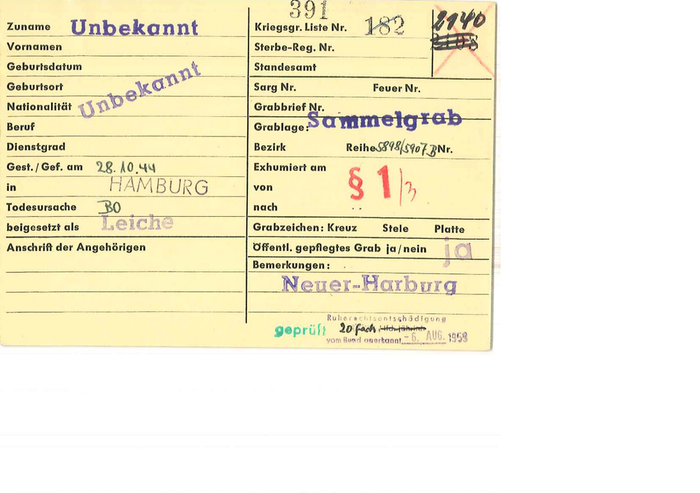 391
Zuname Unbekannt
Vornamen
Geburtsdatum
Geburtsort
Nationalität Unbekannt
Beruf
Dienstgrad
Gest./Gef. am 28.10.44
in HAMBURG
Todesursache BO
beigesetzt als Leiche
Anschrift der Angehörigen
Kriegsgr. Liste Nr. 182
2940
Sterbe-Reg. Nr.
Standesamt
Sarg Nr. Feuer Nr.
Grabbrief Nr.
Grablage: Sammelgrab
Bezirk Reihe 5898/5907 B Nr.
Exhumiert am
von § 1/3
nach
Grabzeichen: Kreuz Stele Platte
Öffentl. gepflegtes Grab ja/nein ja
Bemerkungen:
Neuer-Harburg
Ruherechtsentschädigung
geprüft 20fach
vom Bund anerkannt -6. AUG. 1958